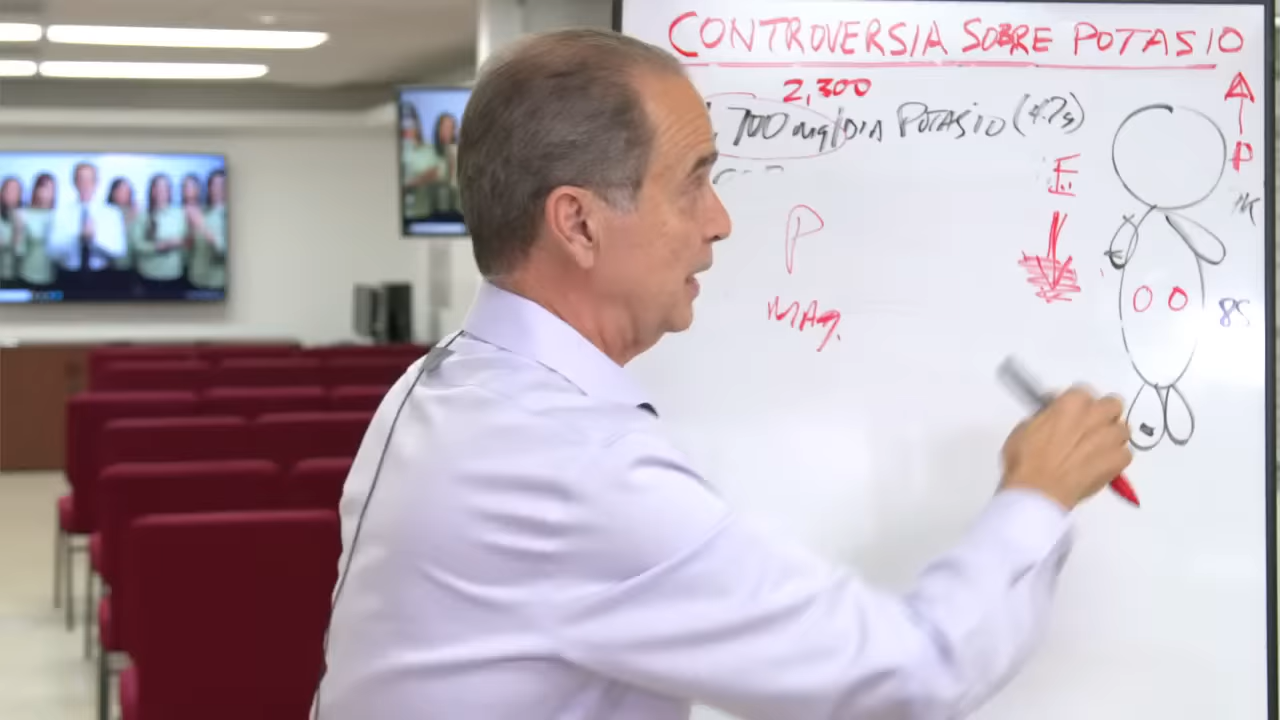 CONTROVERSIA SOBRE POTASIO
2,300
700 mg/DIA POTASIO (4.7g)
P
E
P
MAG.
85